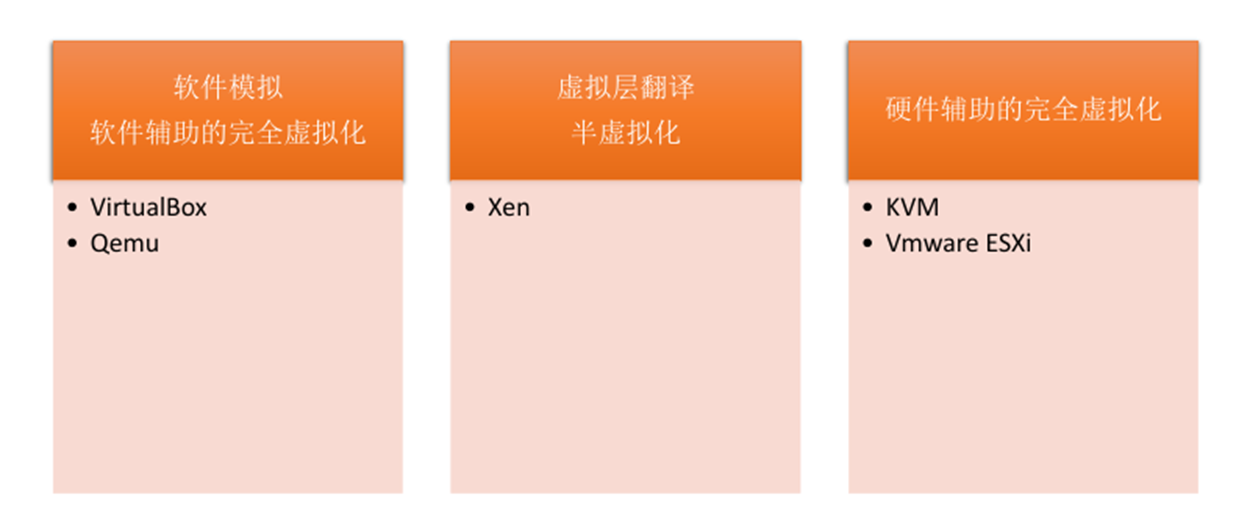 软件模拟
软件辅助的完全虚拟化
• VirtualBox
• Qemu
虚拟层翻译
半虚拟化
• Xen
硬件辅助的完全虚拟化
• KVM
• Vmware ESXi